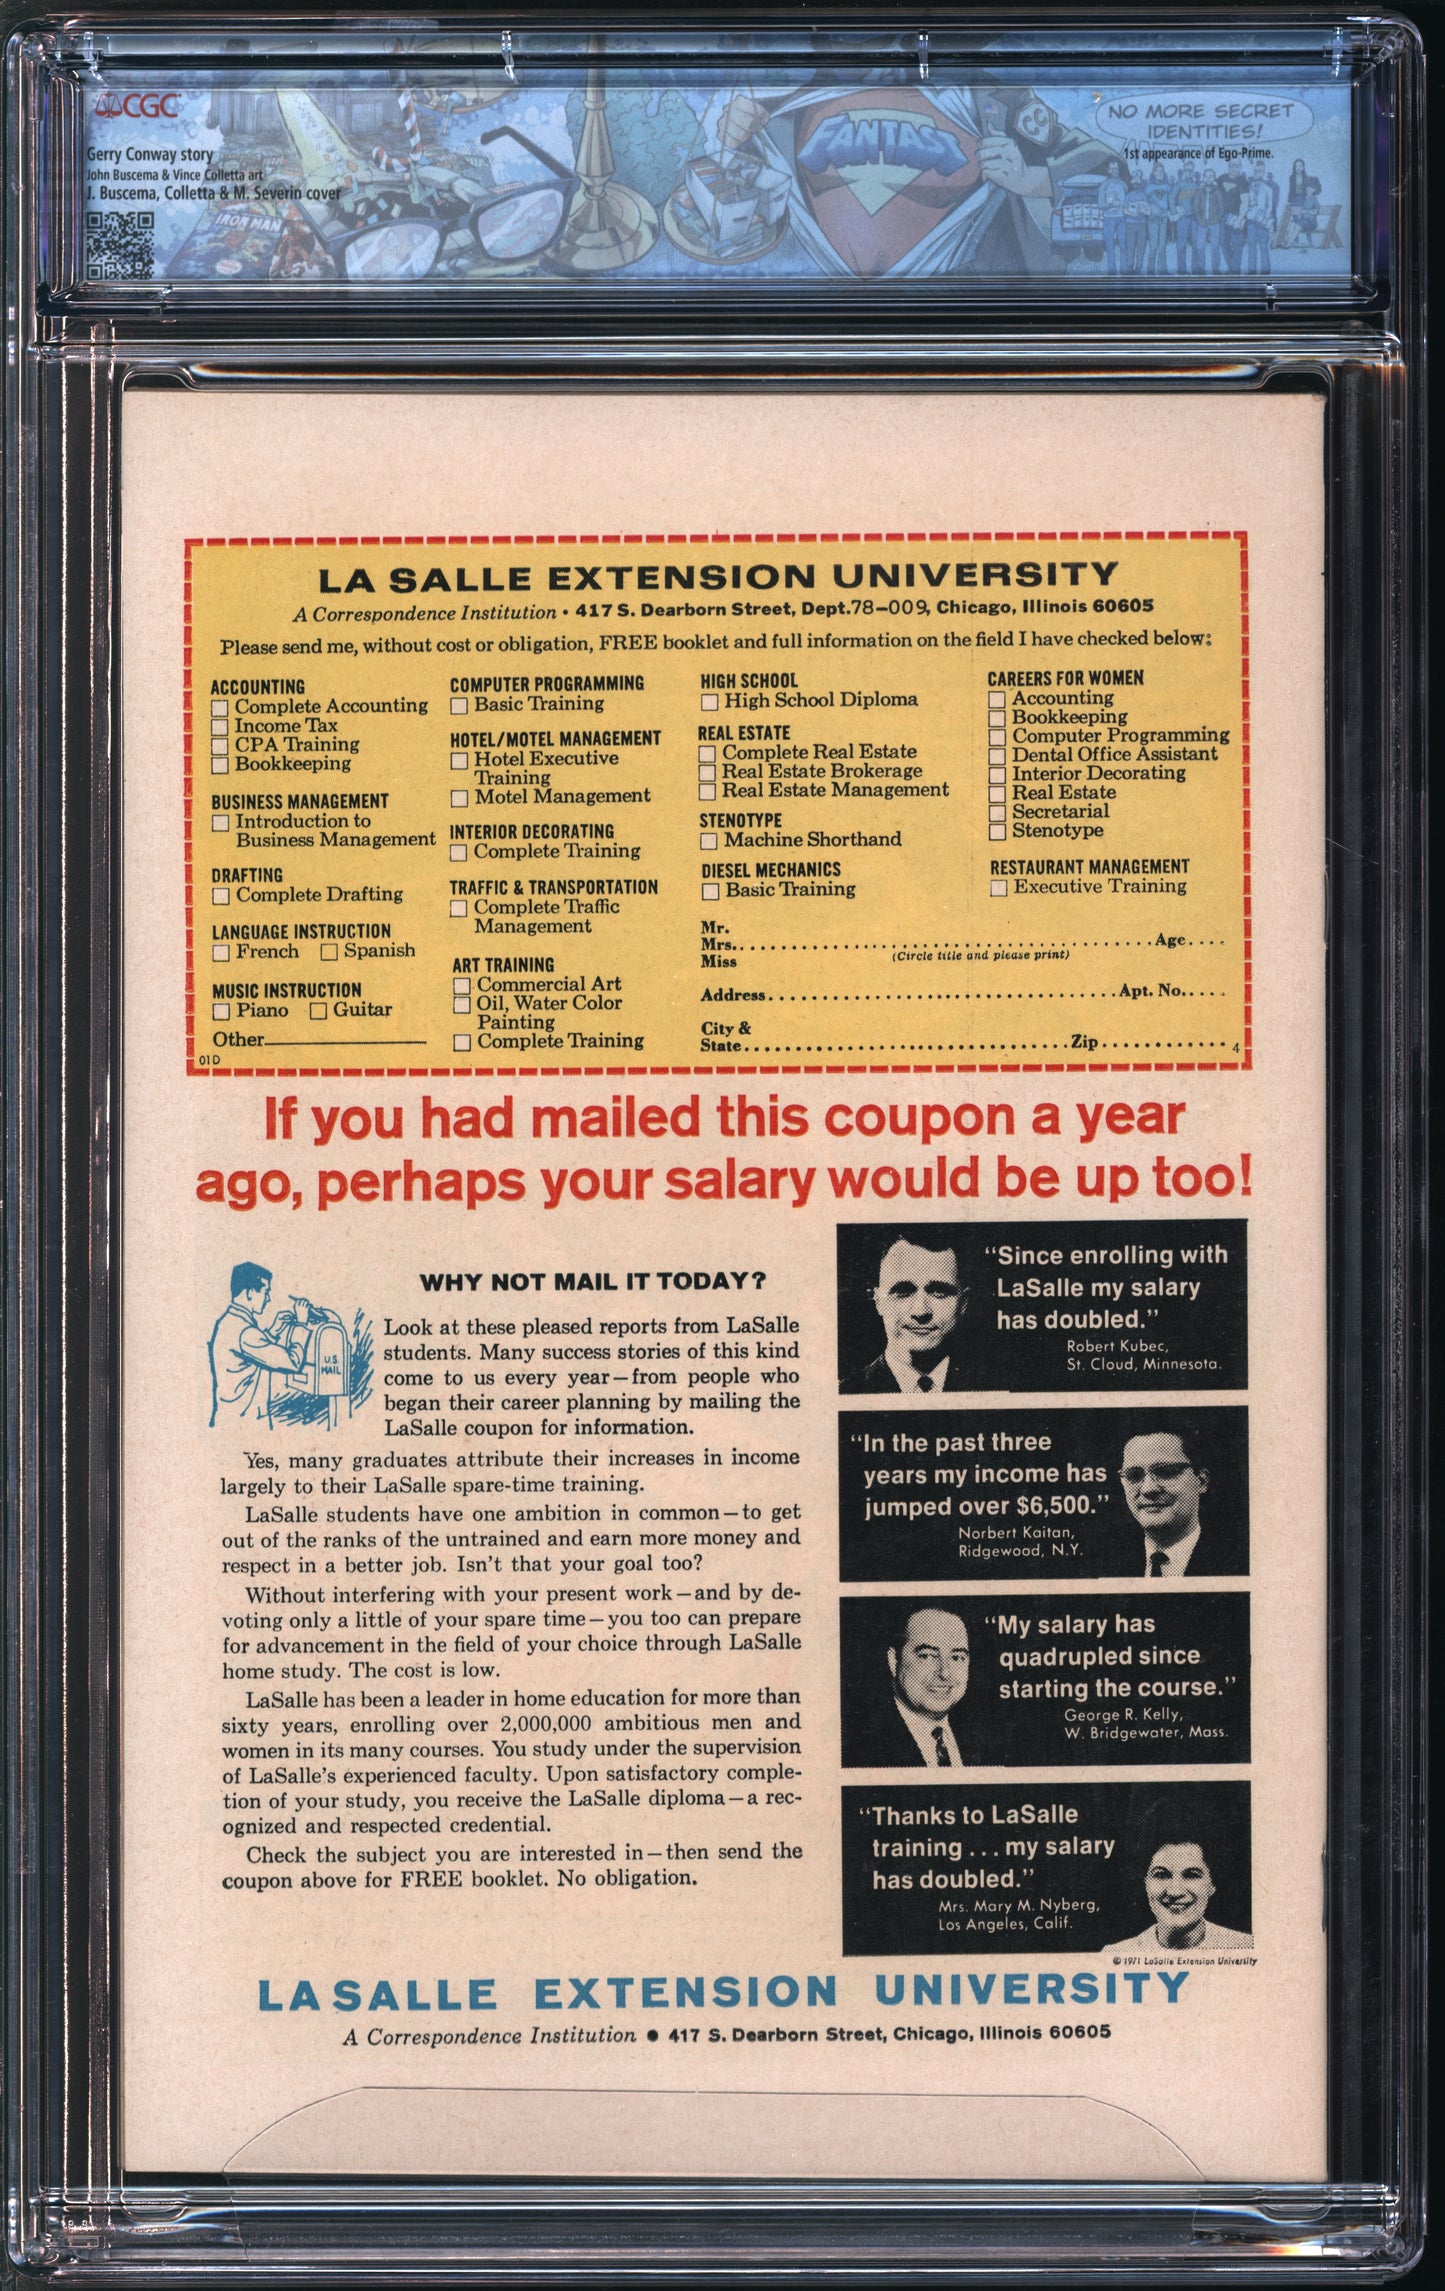 CGC
Gerry Conway story
John Buscema & Vince Colletta art
J. Buscema, Colletta & M. Severin cover
IRON MAN
FANTAST
CC
NO MORE SECRET
IDENTITIES!
1st appearance of Ego-Prime.
LA SALLE EXTENSION UNIVERSITY
A Correspondence Institution • 417 S. Dearborn Street, Dept.78-009, Chicago, Illinois 60605
Please send me, without cost or obligation, FREE booklet and full information on the field I have checked below:
ACCOUNTING
Complete Accounting
Income Tax
CPA Training
Bookkeeping
BUSINESS MANAGEMENT
Introduction to
Business Management
DRAFTING
Complete Drafting
LANGUAGE INSTRUCTION
French Spanish
MUSIC INSTRUCTION
Piano Guitar
Other
01D
COMPUTER PROGRAMMING
Basic Training
HOTEL/MOTEL MANAGEMENT
Hotel Executive
Training
Motel Management
INTERIOR DECORATING
Complete Training
TRAFFIC & TRANSPORTATION
Complete Traffic
Management
ART TRAINING
Commercial Art
Oil, Water Color
Painting
Complete Training
HIGH SCHOOL
High School Diploma
REAL ESTATE
Complete Real Estate
Real Estate Brokerage
Real Estate Management
STENOTYPE
Machine Shorthand
DIESEL MECHANICS
Basic Training
CAREERS FOR WOMEN
Accounting
Bookkeeping
Computer Programming
Dental Office Assistant
Interior Decorating
Real Estate
Secretarial
Stenotype
RESTAURANT MANAGEMENT
Executive Training
Mr.
Mrs. Age
Miss (Circle title and please print)
Address Apt. No.
City &
State Zip 4
If you had mailed this coupon a year
ago, perhaps your salary would be up too!
U.S.
MAIL
WHY NOT MAIL IT TODAY?
Look at these pleased reports from LaSalle
students. Many success stories of this kind
come to us every year—from people who
began their career planning by mailing the
LaSalle coupon for information.
Yes, many graduates attribute their increases in income
largely to their LaSalle spare-time training.
LaSalle students have one ambition in common—to get
out of the ranks of the untrained and earn more money and
respect in a better job. Isn't that your goal too?
Without interfering with your present work—and by de-
voting only a little of your spare time—you too can prepare
for advancement in the field of your choice through LaSalle
home study. The cost is low.
LaSalle has been a leader in home education for more than
sixty years, enrolling over 2,000,000 ambitious men and
women in its many courses. You study under the supervision
of LaSalle's experienced faculty. Upon satisfactory comple-
tion of your study, you receive the LaSalle diploma—a rec-
ognized and respected credential.
Check the subject you are interested in—then send the
coupon above for FREE booklet. No obligation.
"Since enrolling with
LaSalle my salary
has doubled."
Robert Kubec,
St. Cloud, Minnesota.
"In the past three
years my income has
jumped over $6,500."
Norbert Kaitan,
Ridgewood, N.Y.
"My salary has
quadrupled since
starting the course."
George R. Kelly,
W. Bridgewater, Mass.
"Thanks to LaSalle
training . . . my salary
has doubled."
Mrs. Mary M. Nyberg,
Los Angeles, Calif.
© 1971 LaSalle Extension University
LASALLE EXTENSION UNIVERSITY
A Correspondence Institution • 417 S. Dearborn Street, Chicago, Illinois 60605